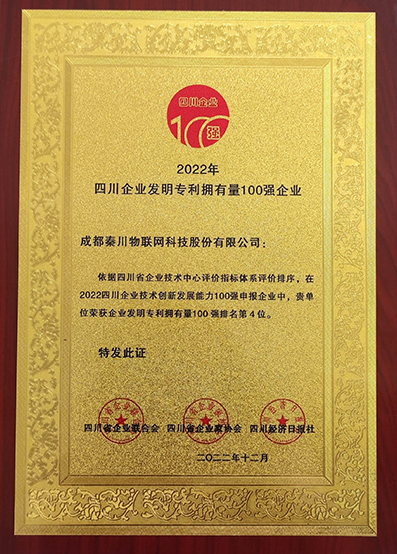 四川企业
100强
2022年
四川企业发明专利拥有量100强企业
成都秦川物联网科技股份有限公司：
依据四川省企业技术中心评价指标体系评价排序，在
2022四川企业技术创新发展能力100强申报企业中，贵单
位荣获企业发明专利拥有量100强排名第4位。
特发此证
四川省企业联合会 四川省企业家协会 四川经济日报社
二〇二二年十二月